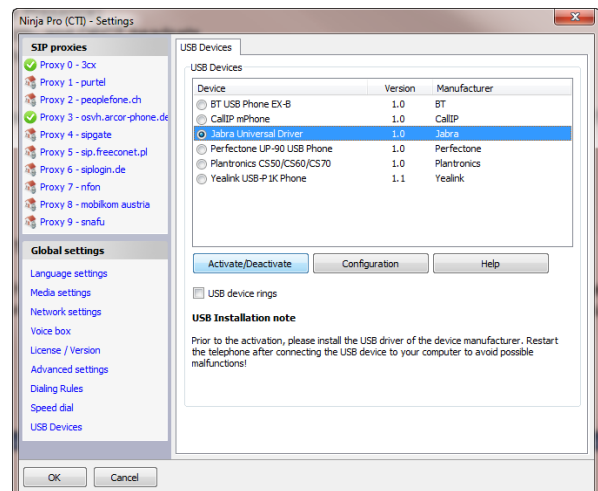 Ninja Pro (CTI) - Settings
SIP proxies
Proxy 0 - 3cx
Proxy 1 - purtel
Proxy 2 - peoplefone.ch
Proxy 3 - osvh.arcor-phone.de
Proxy 4 - sipgate
Proxy 5 - sip.freeconet.pl
Proxy 6 - siplogin.de
Proxy 7 - nfon
Proxy 8 - mobilkom austria
Proxy 9 - snafu
Global settings
Language settings
Media settings
Network settings
Voice box
License / Version
Advanced settings
Dialing Rules
Speed dial
USB Devices
USB Devices
USB Devices
Device Version Manufacturer
BT USB Phone EX-B 1.0 BT
CallIP mPhone 1.0 CallIP
Jabra Universal Driver 1.0 Jabra
Perfectone UP-90 USB Phone 1.0 Perfectone
Plantronics CS50/CS60/CS70 1.0 Plantronics
Yealink USB-P1K Phone 1.1 Yealink
Activate/Deactivate Configuration Help
USB device rings
USB Installation note
Prior to the activation, please install the USB driver of the device manufacturer. Restart
the telephone after connecting the USB device to your computer to avoid possible
malfunctions!
OK Cancel